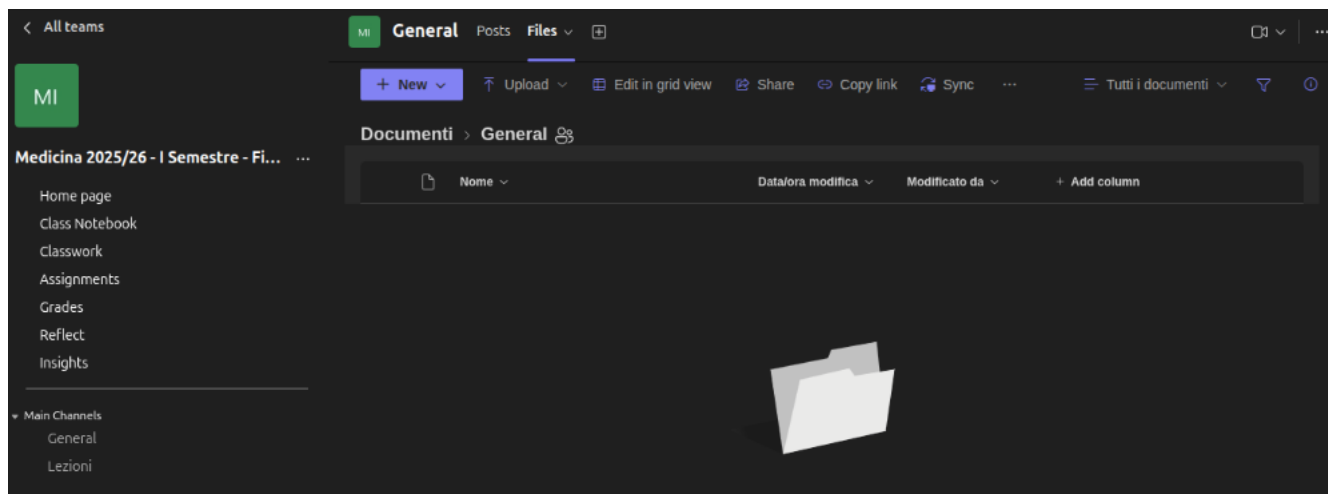 All teams
MI
Medicina 2025/26 - I Semestre - Fi... ...
Home page
Class Notebook
Classwork
Assignments
Grades
Reflect
Insights
Main Channels
General
Lezioni
MI General Posts Files
+ New Upload Edit in grid view Share Copy link Sync ... Tutti i documenti
Documenti > General
Nome Data/ora modifica Modificato da + Add column